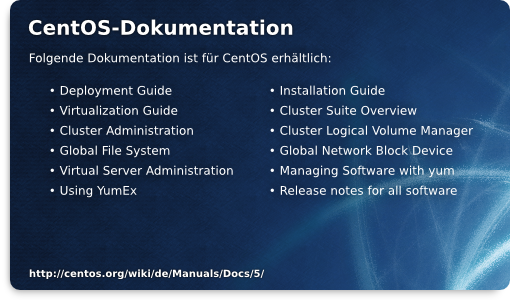 CentOS-Dokumentation
Folgende Dokumentation ist für CentOS erhältlich:
• Deployment Guide
• Virtualization Guide
• Cluster Administration
• Global File System
• Virtual Server Administration
• Using YumEx
• Installation Guide
• Cluster Suite Overview
• Cluster Logical Volume Manager
• Global Network Block Device
• Managing Software with yum
• Release notes for all software
http://centos.org/wiki/de/Manuals/Docs/5/